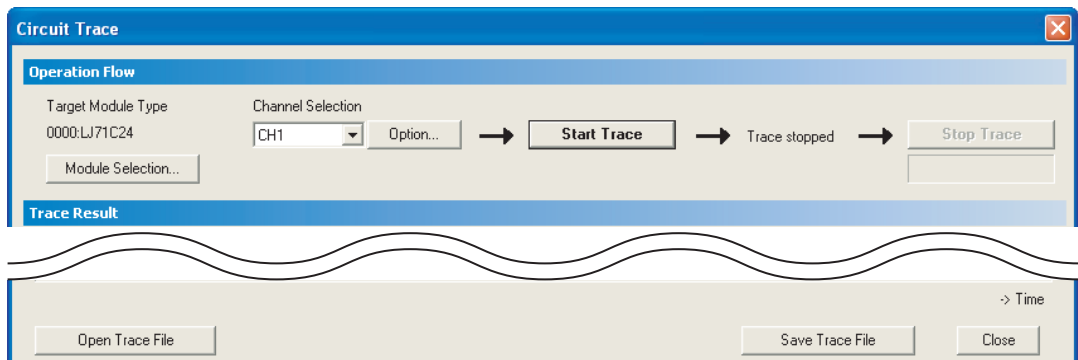 Circuit Trace
Operation Flow
Target Module Type
Channel Selection
0000:LJ71C24
CH1
Option...
Start Trace
Trace stopped
Stop Trace
Module Selection...
Trace Result
-> Time
Open Trace File
Save Trace File
Close